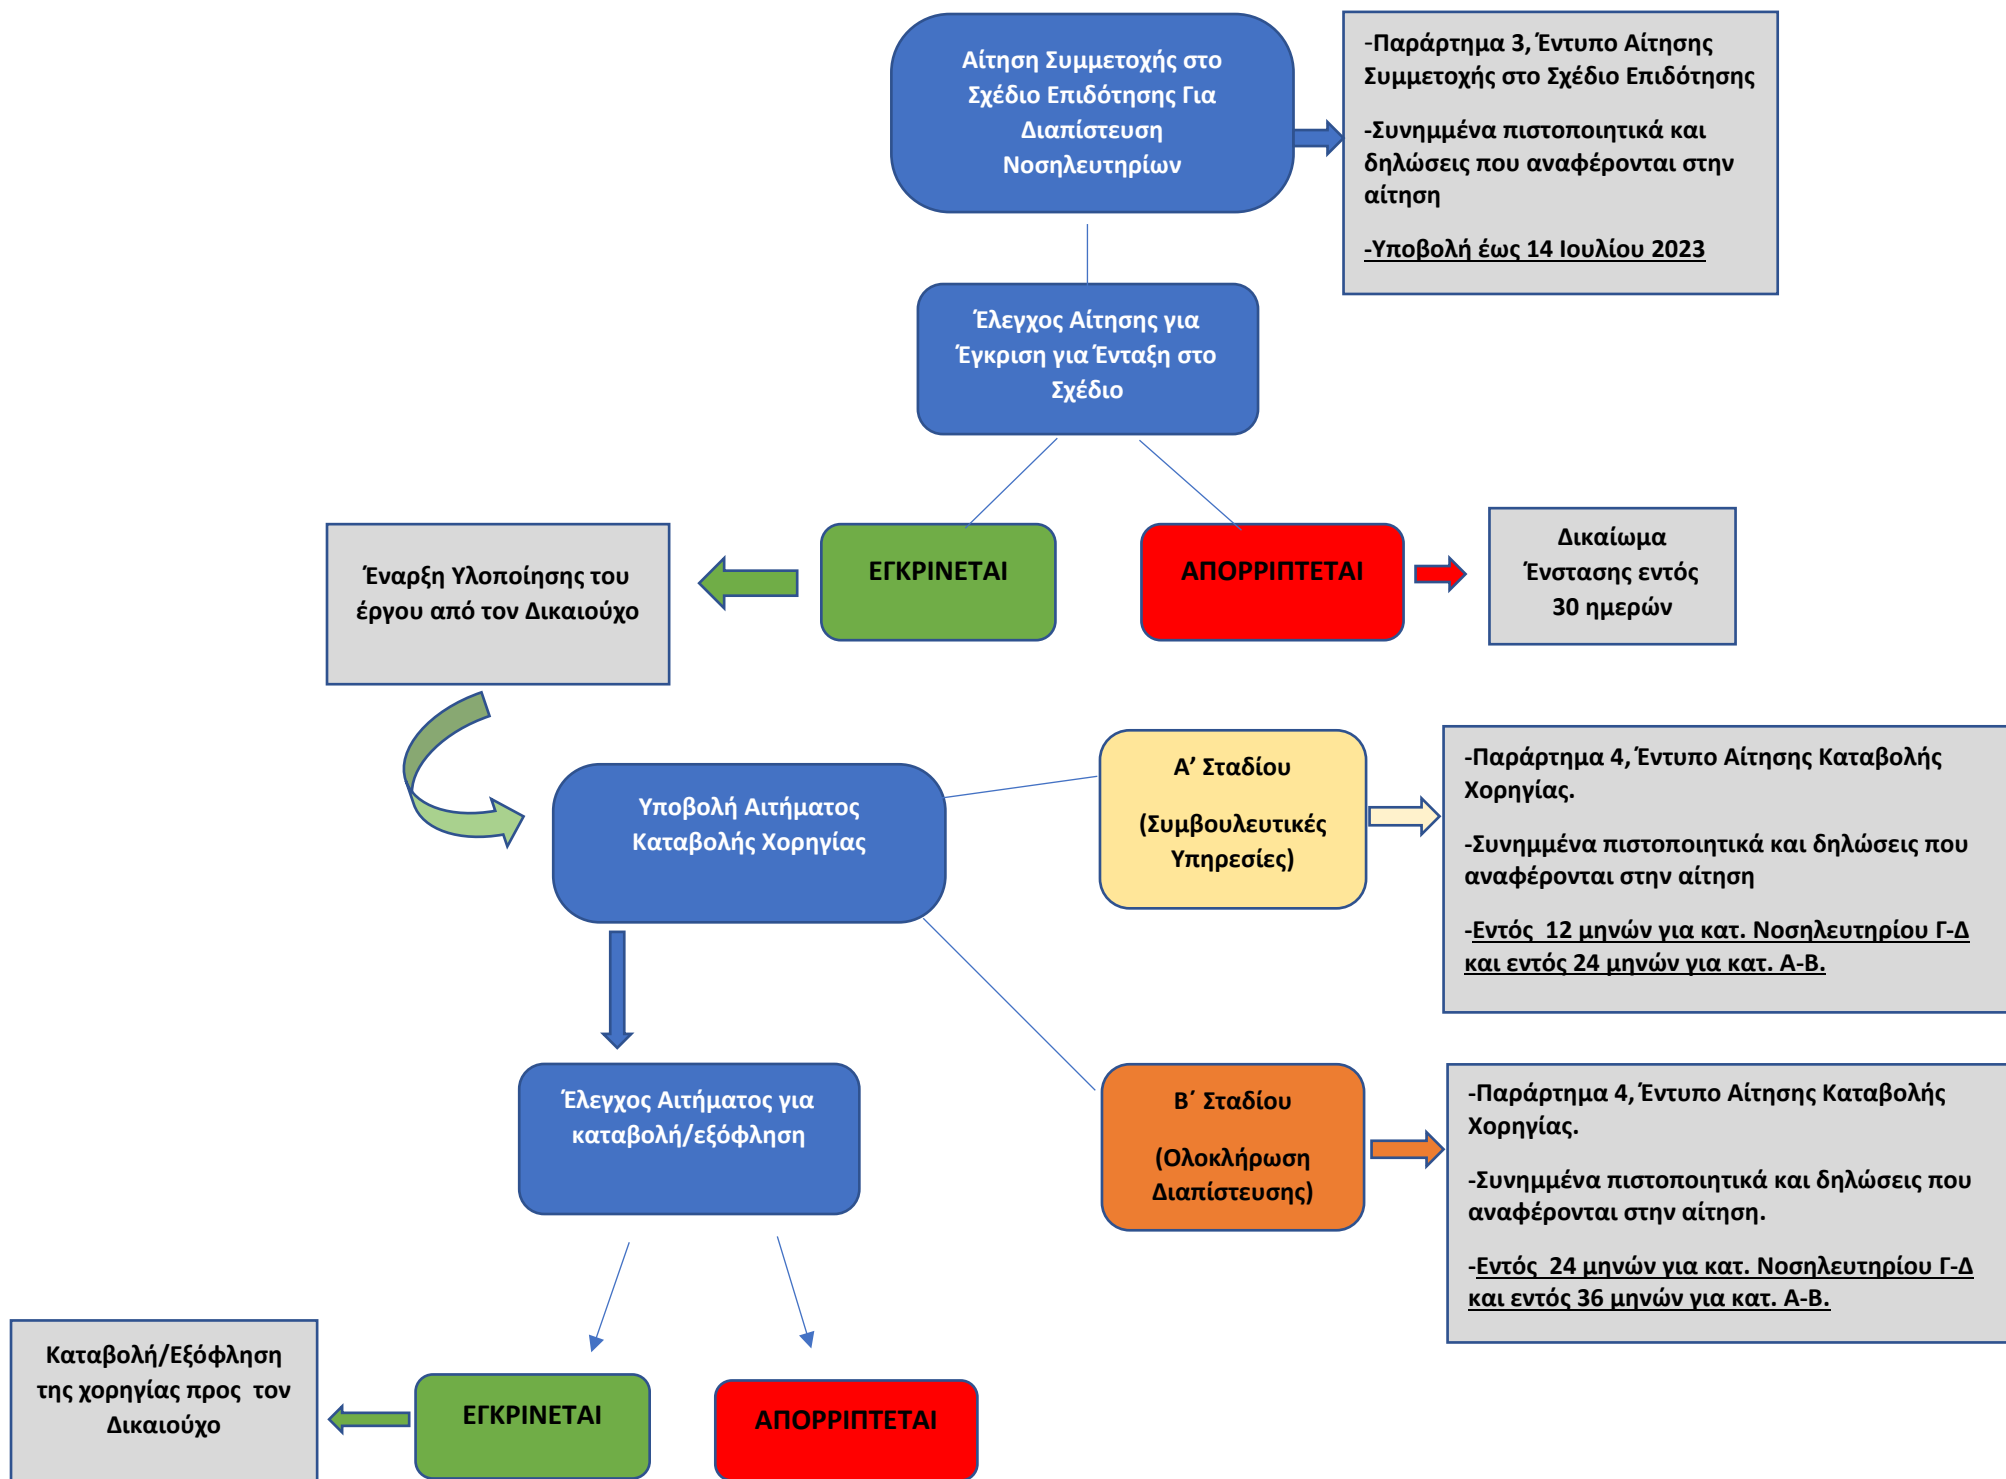 Αίτηση Συμμετοχής στο
Σχέδιο Επιδότησης Για
Διαπίστευση
Νοσηλευτηρίων
-Παράρτημα 3, Έντυπο Αίτησης
Συμμετοχής στο Σχέδιο Επιδότησης
-Συνημμένα πιστοποιητικά και
δηλώσεις που αναφέρονται στην
αίτηση
-Υποβολή έως 14 Ιουλίου 2023
Έλεγχος Αίτησης για
Έγκριση για Ένταξη στο
Σχέδιο
Έναρξη Υλοποίησης του
έργου από τον Δικαιούχο
ΕΓΚΡΙΝΕΤΑΙ
ΑΠΟΡΡΙΠΤΕΤΑΙ
Δικαίωμα
Ένστασης εντός
30 ημερών
Υποβολή Αιτήματος
Καταβολής Χορηγίας
Α’ Σταδίου
(Συμβουλευτικές
Υπηρεσίες)
-Παράρτημα 4, Έντυπο Αίτησης Καταβολής
Χορηγίας.
-Συνημμένα πιστοποιητικά και δηλώσεις που
αναφέρονται στην αίτηση
-Εντός  12 μηνών για κατ. Νοσηλευτηρίου Γ-Δ
και εντός 24 μηνών για κατ. Α-Β.
Έλεγχος Αιτήματος για
καταβολή/εξόφληση
Β΄ Σταδίου
(Ολοκλήρωση
Διαπίστευσης)
-Παράρτημα 4, Έντυπο Αίτησης Καταβολής
Χορηγίας.
-Συνημμένα πιστοποιητικά και δηλώσεις που
αναφέρονται στην αίτηση.
-Εντός  24 μηνών για κατ. Νοσηλευτηρίου Γ-Δ
και εντός 36 μηνών για κατ. Α-Β.
Καταβολή/Εξόφληση
της χορηγίας προς  τον
Δικαιούχο
ΕΓΚΡΙΝΕΤΑΙ
ΑΠΟΡΡΙΠΤΕΤΑΙ